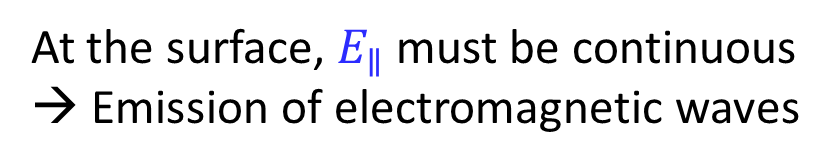 At the surface, E∥ must be continuous
→ Emission of electromagnetic waves